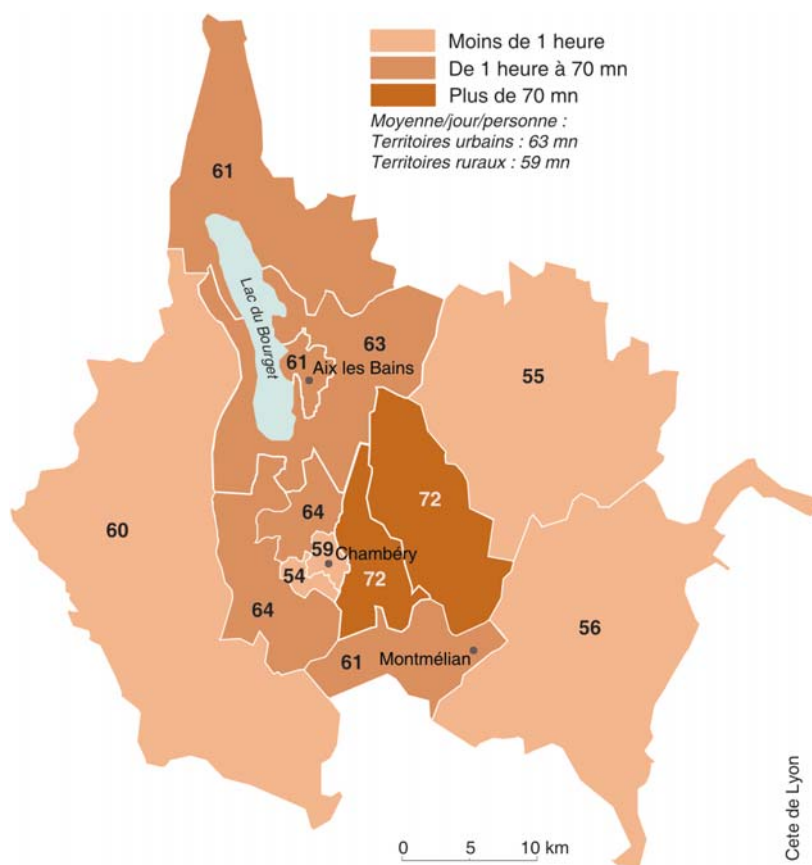 Moins de 1 heure
De 1 heure à 70 mn
Plus de 70 mn
Moyenne/jour/personne :
Territoires urbains : 63 mn
Territoires ruraux : 59 mn
61
Lac du Bourget
63
61
Aix les Bains
55
72
64
60
59
Chambéry
54
72
64
56
61
Montmélian
0 5 10 km
Cete de Lyon